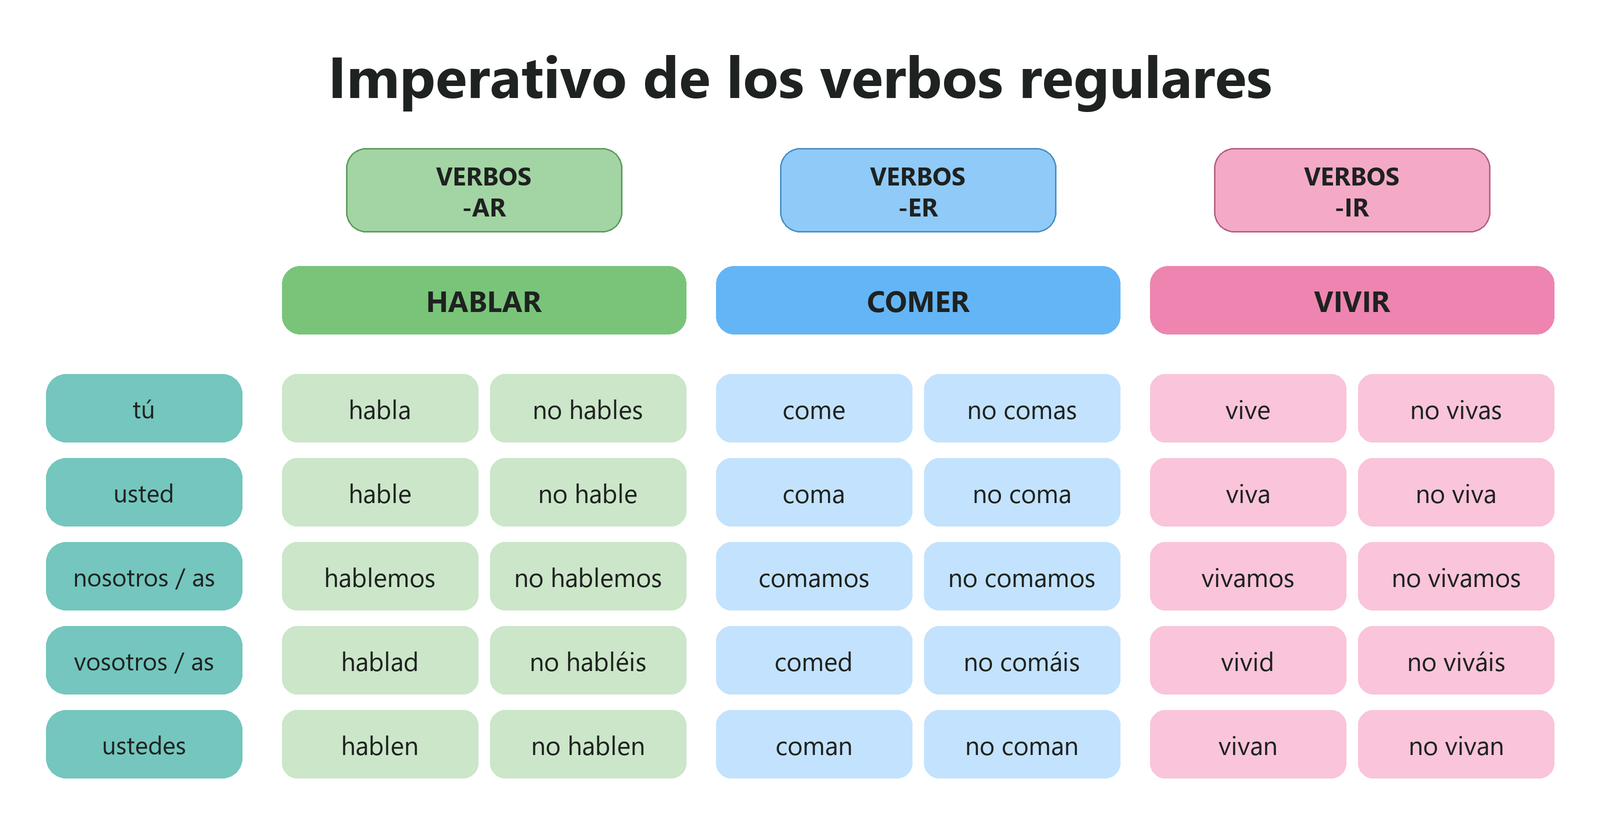 Imperativo de los verbos regulares
VERBOS
-AR
VERBOS
-ER
VERBOS
-IR
HABLAR
COMER
VIVIR
tú
habla
no hables
come
no comas
vive
no vivas
usted
hable
no hable
coma
no coma
viva
no viva
nosotros / as
hablemos
no hablemos
comamos
no comamos
vivamos
no vivamos
vosotros / as
hablad
no habléis
comed
no comáis
vivid
no viváis
ustedes
hablen
no hablen
coman
no coman
vivan
no vivan